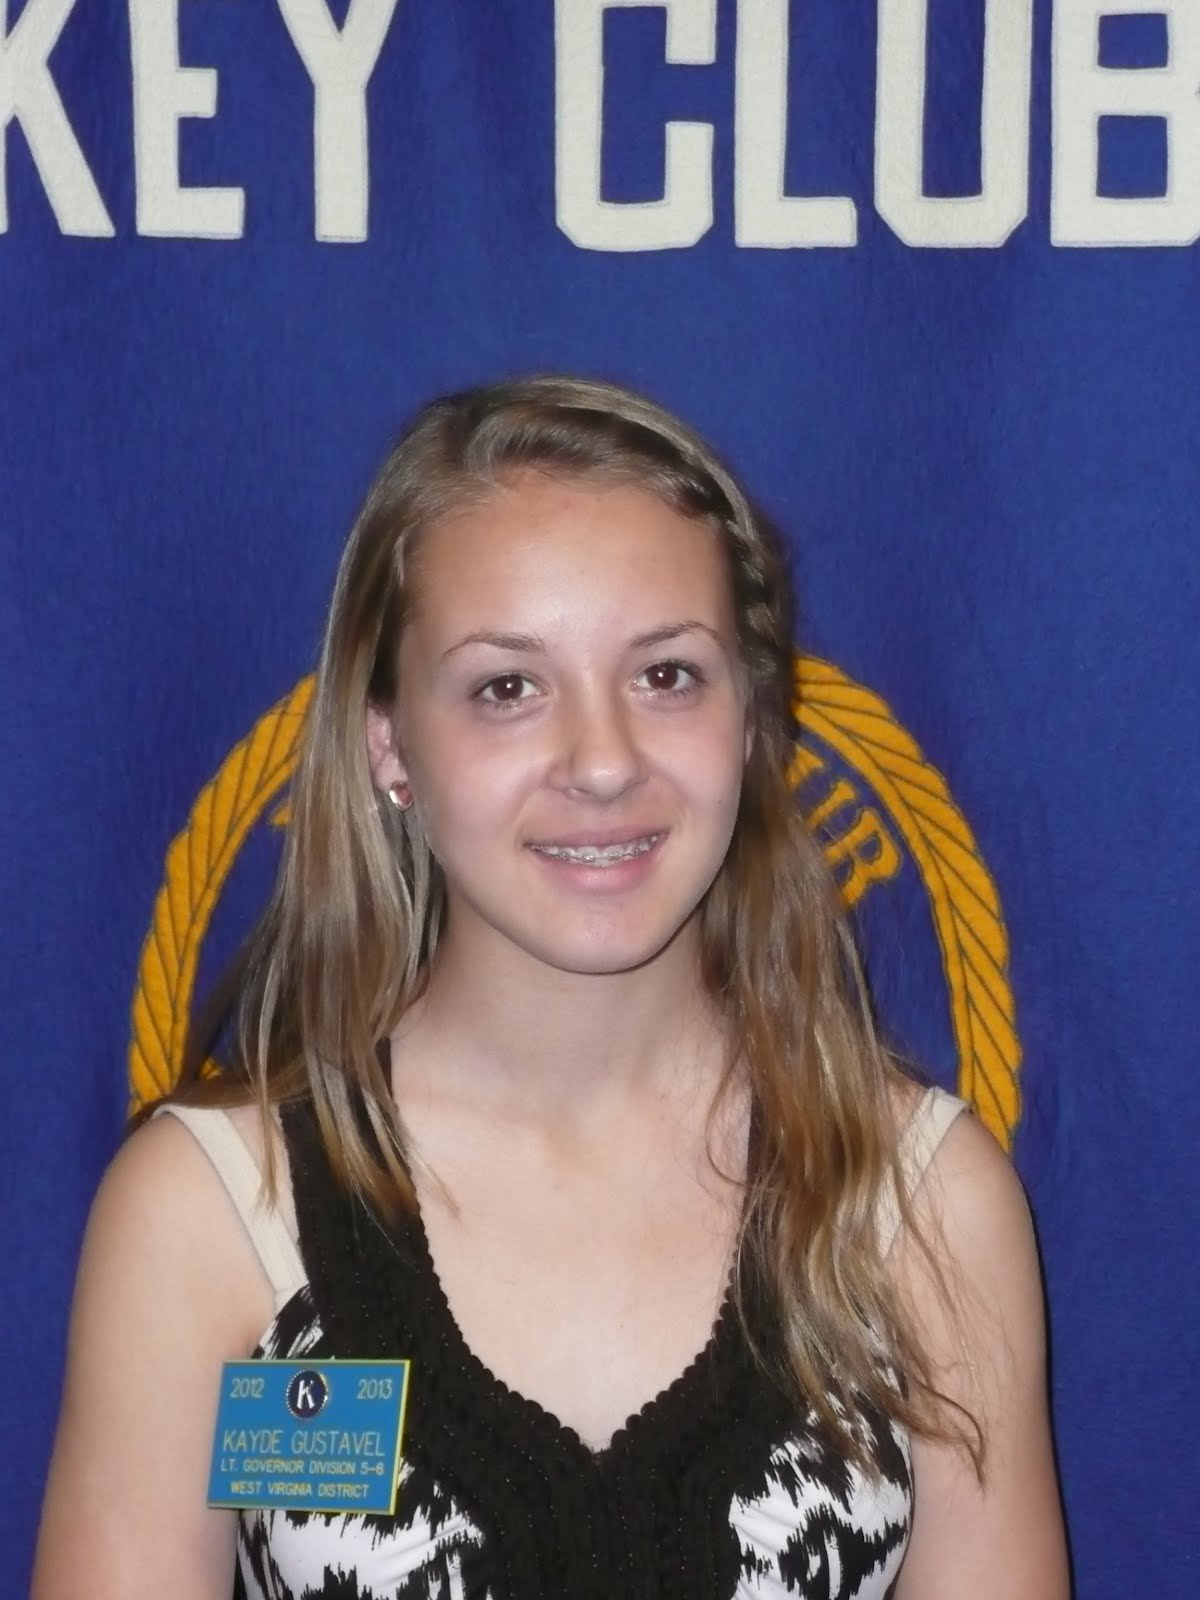 KEY CLUB
2012 K 2013
KAYDE GUSTAVEL
LT. GOVERNOR DIVISION 5-6
WEST VIRGINIA DISTRICT